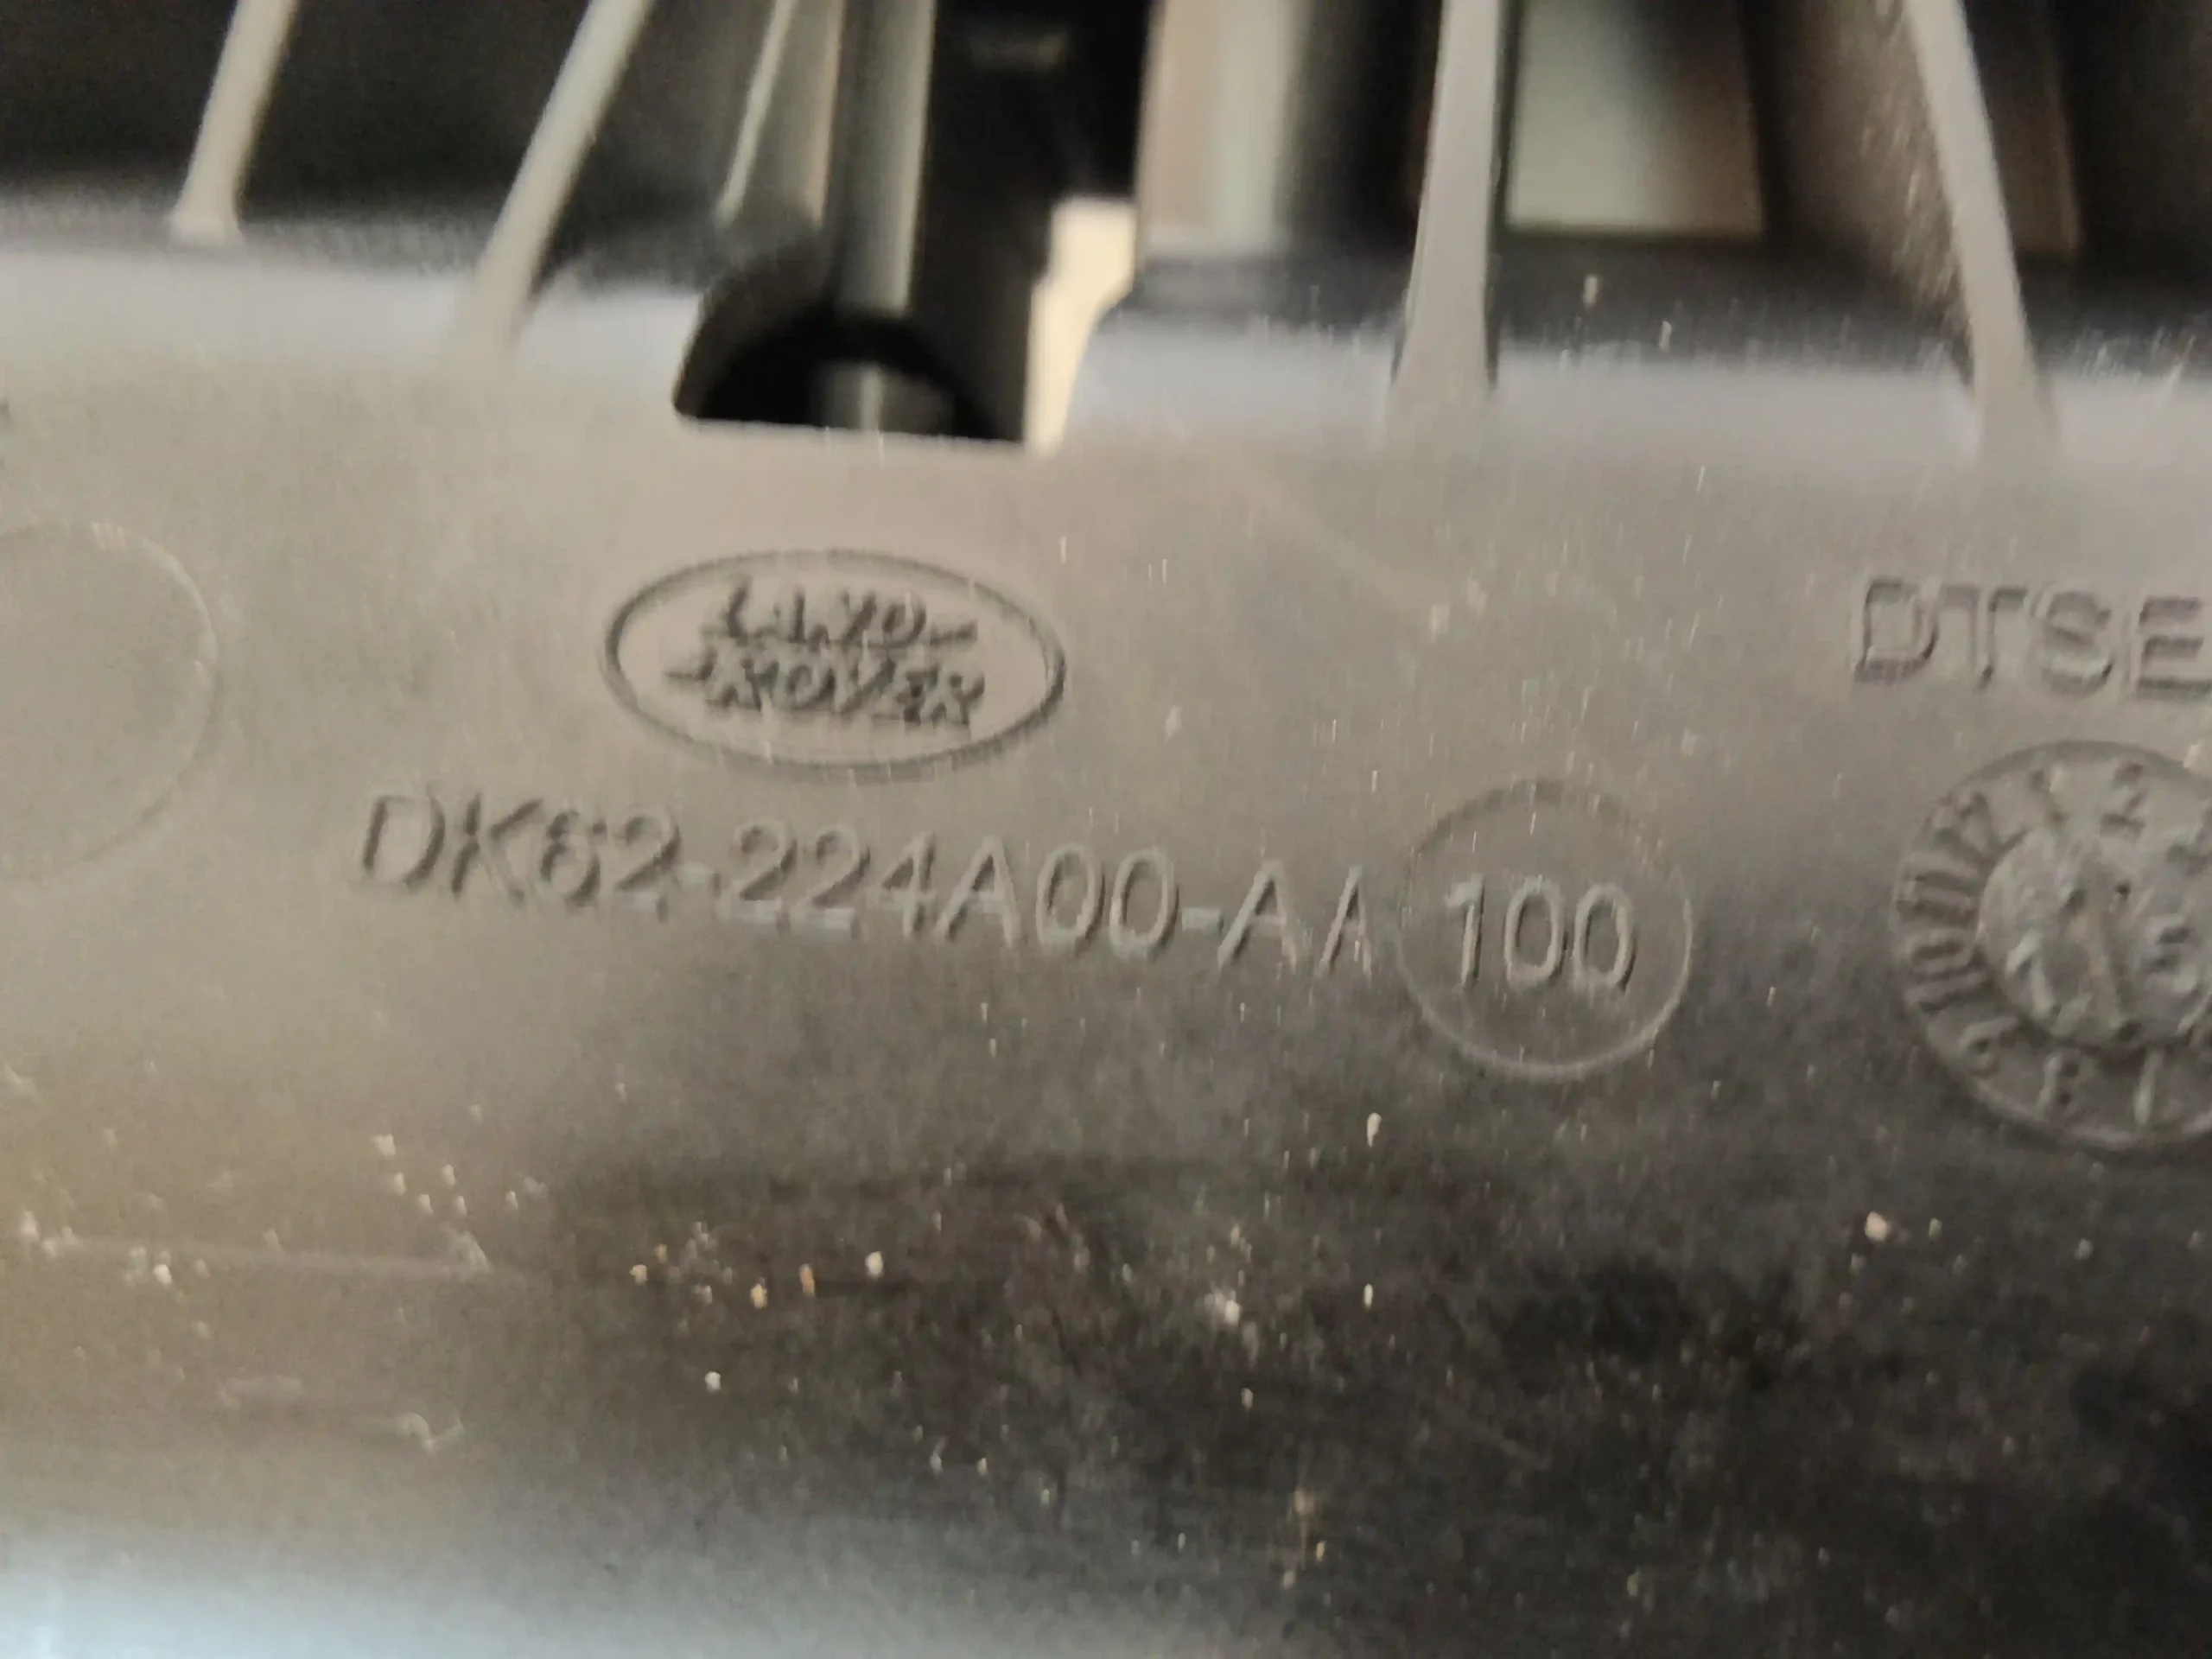 LAND-
-ROVER
DTSE
DK62-224A00-AA 100